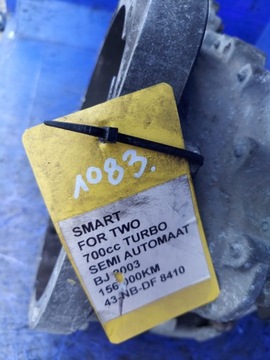 1083.
SMART
FOR TWO
700cc TURBO
SEMI AUTOMAAT
BJ 2003
156.000KM
43-NB-DF 8410